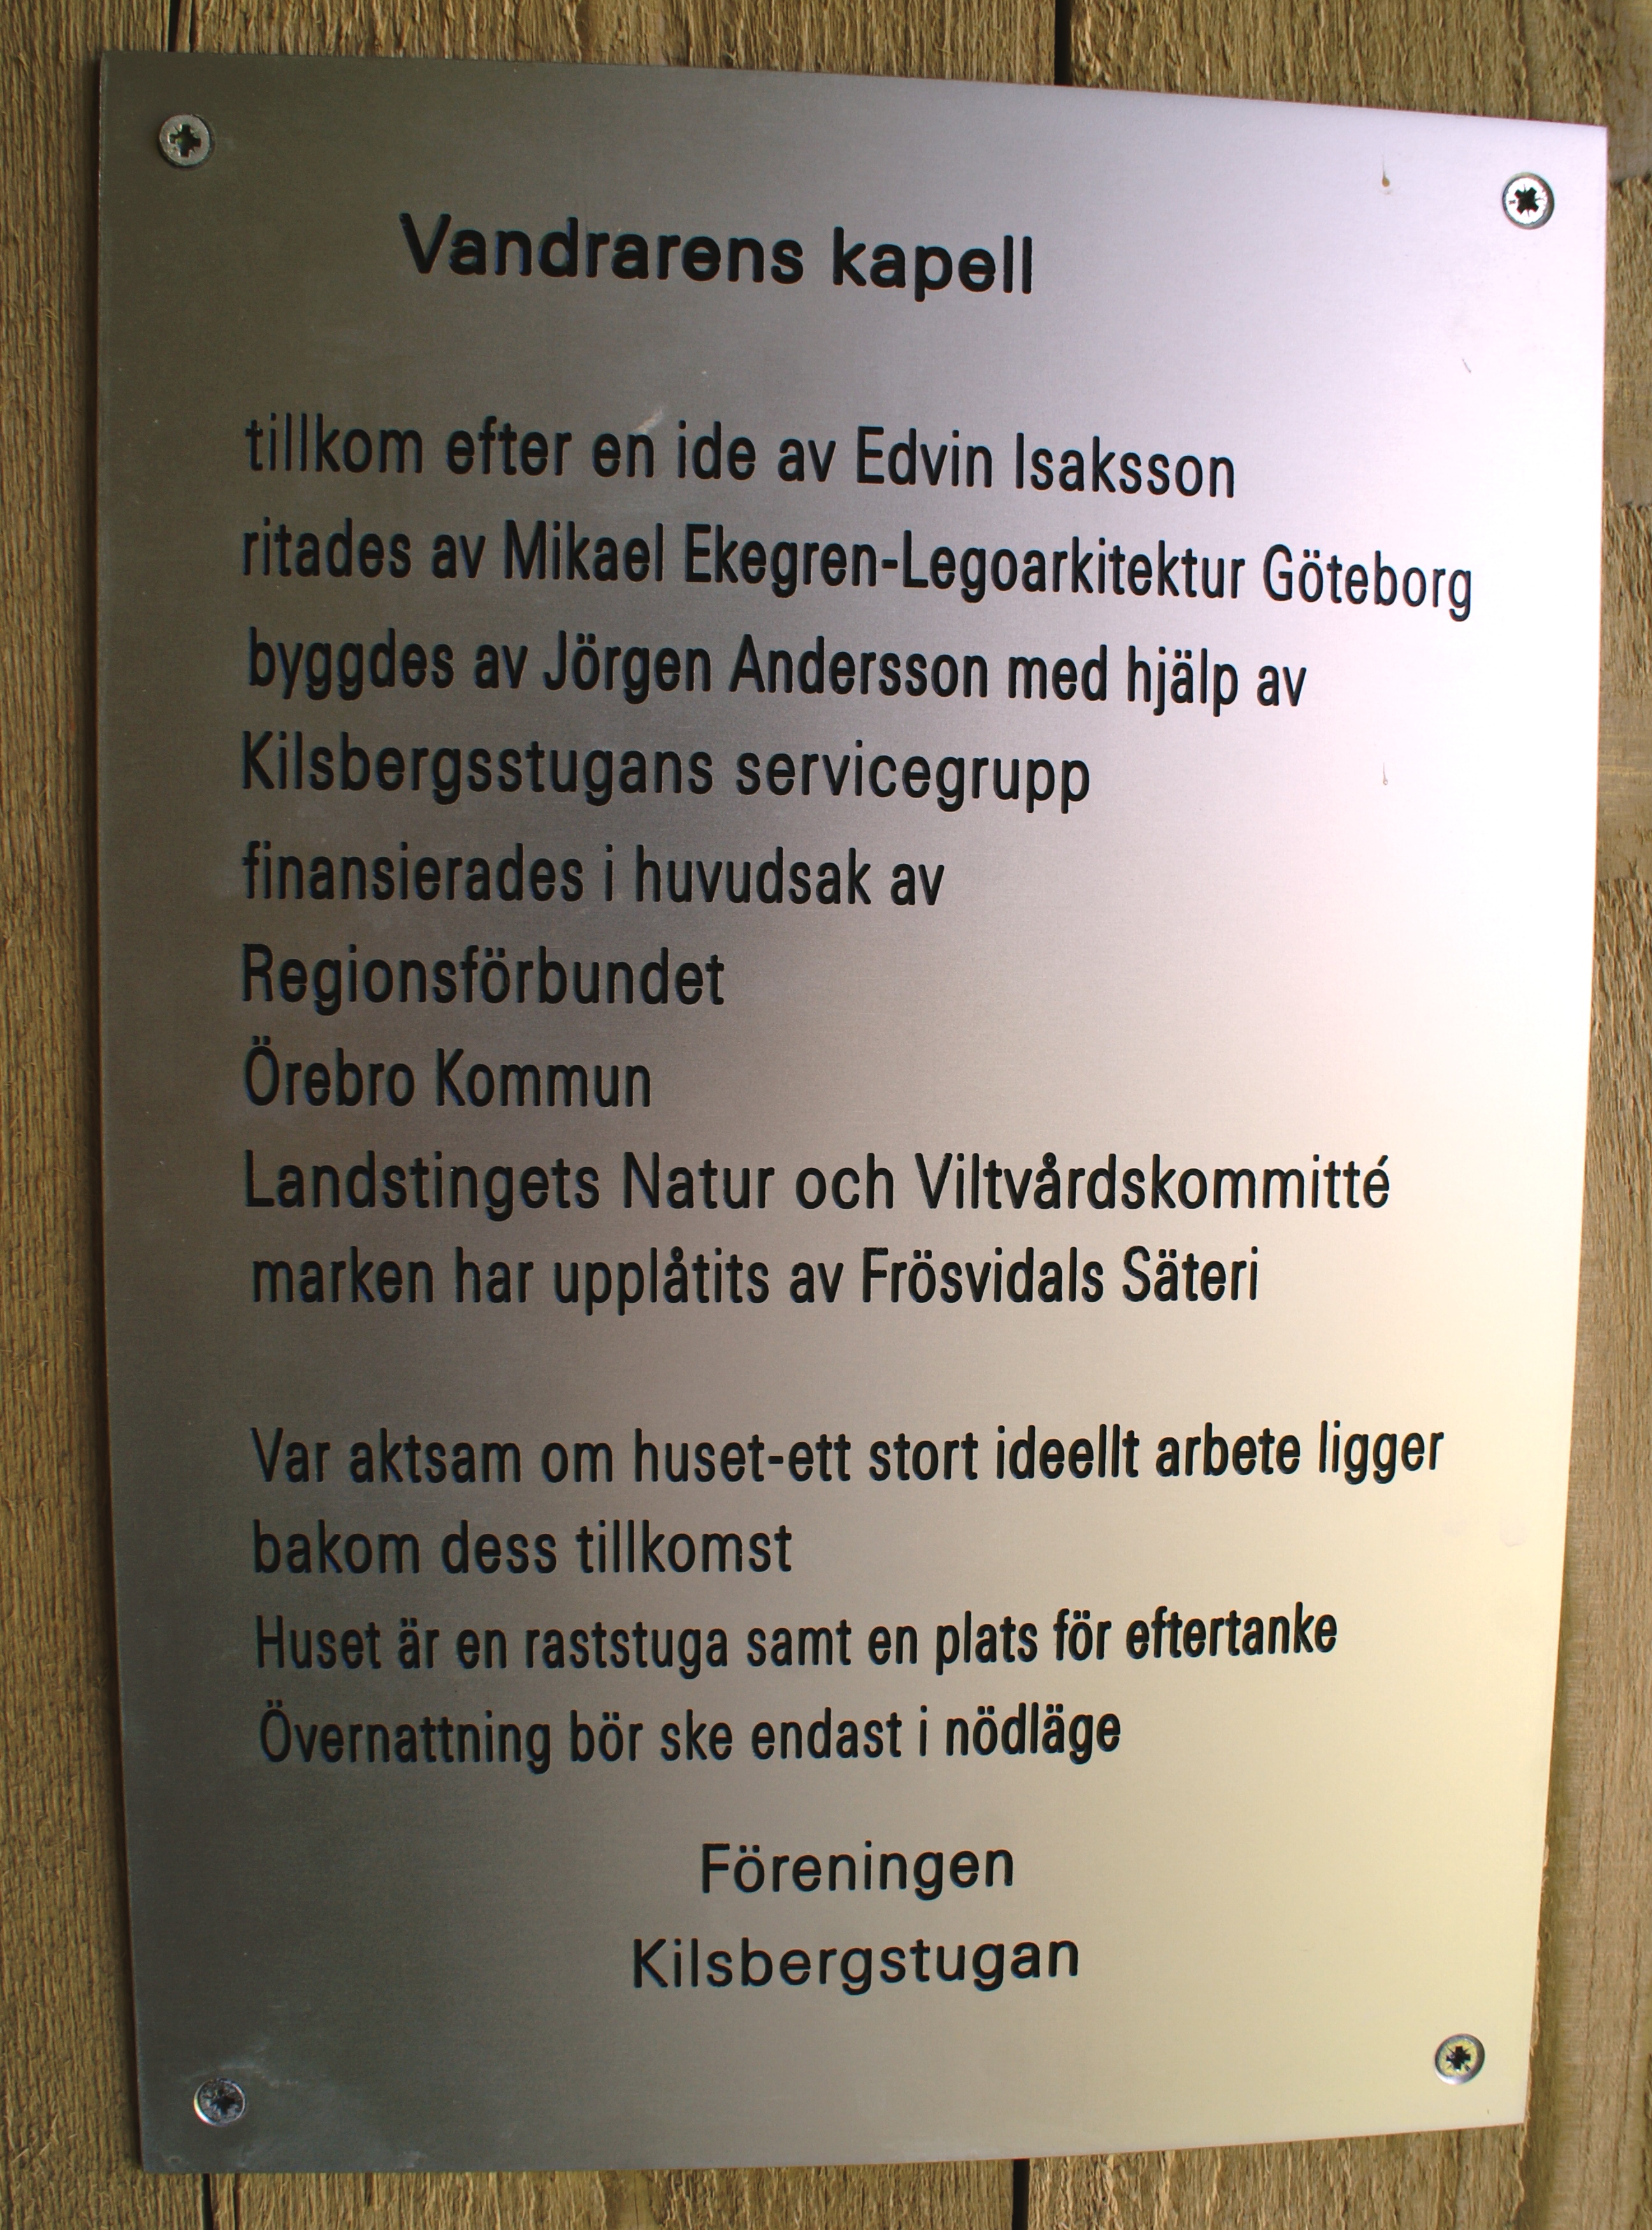 Vandrarens kapell
tillkom efter en ide av Edvin Isaksson
ritades av Mikael Ekegren-Legoarkitektur Göteborg
byggdes av Jörgen Andersson med hjälp av
Kilsbergsstugans servicegrupp
finansierades i huvudsak av
Regionsförbundet
Örebro Kommun
Landstingets Natur och Viltvårdskommitté
marken har upplåtits av Frösvidals Säteri
Var aktsam om huset-ett stort ideellt arbete ligger
bakom dess tillkomst
Huset är en raststuga samt en plats för eftertanke
Övernattning bör ske endast i nödläge
Föreningen
Kilsbergstugan